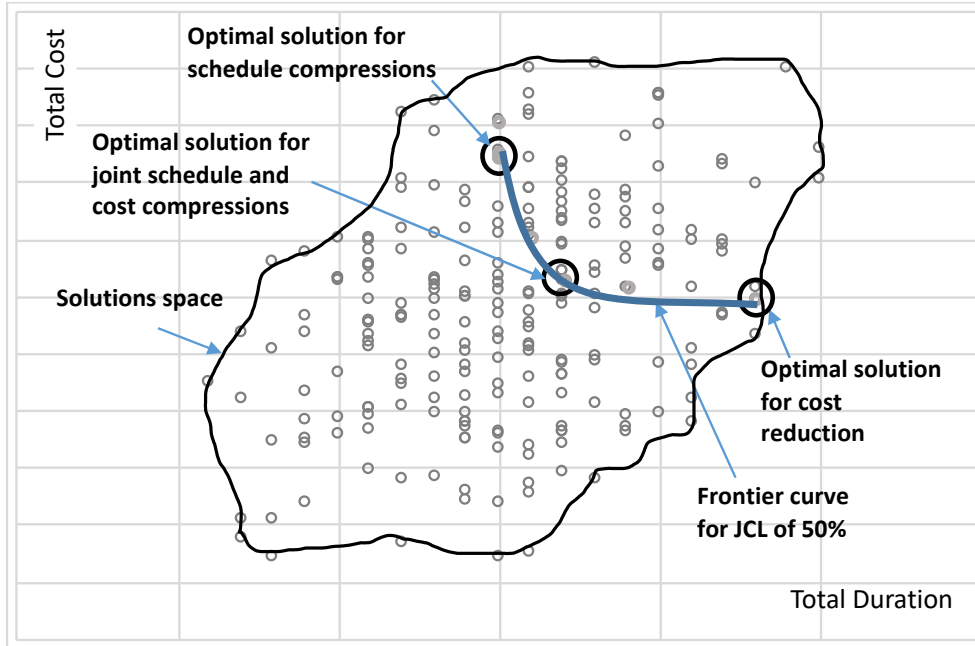 Total Cost
Optimal solution for
schedule compressions
Optimal solution for
joint schedule and
cost compressions
Solutions space
Optimal solution
for cost
reduction
Frontier curve
for JCL of 50%
Total Duration